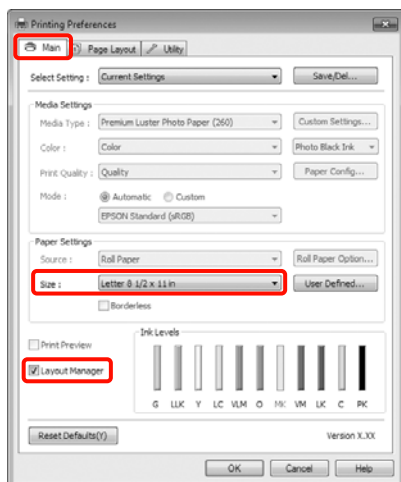 Printing Preferences
Main Page Layout Utility
Select Setting : Current Settings Save/Del...
Media Settings
Media Type : Premium Luster Photo Paper (260) Custom Settings...
Color : Color Photo Black Ink
Print Quality : Quality Paper Config...
Mode : Automatic Custom
EPSON Standard (sRGB)
Paper Settings
Source : Roll Paper Roll Paper Option...
Size : Letter 8 1/2 x 11 in User Defined...
Borderless
Ink Levels
Print Preview
Layout Manager
G LLK Y LC VLM O MK VM LK C PK
Reset Defaults(Y) Version X.XX
OK Cancel Help